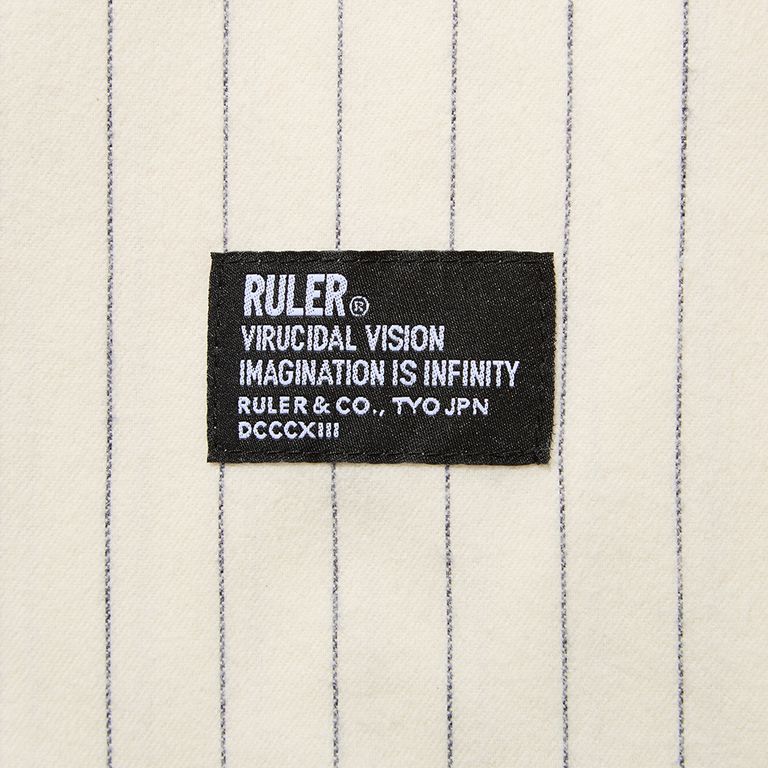 RULER®
VIRUCIDAL VISION
IMAGINATION IS INFINITY
RULER & CO., TYO JPN
DCCCXIII